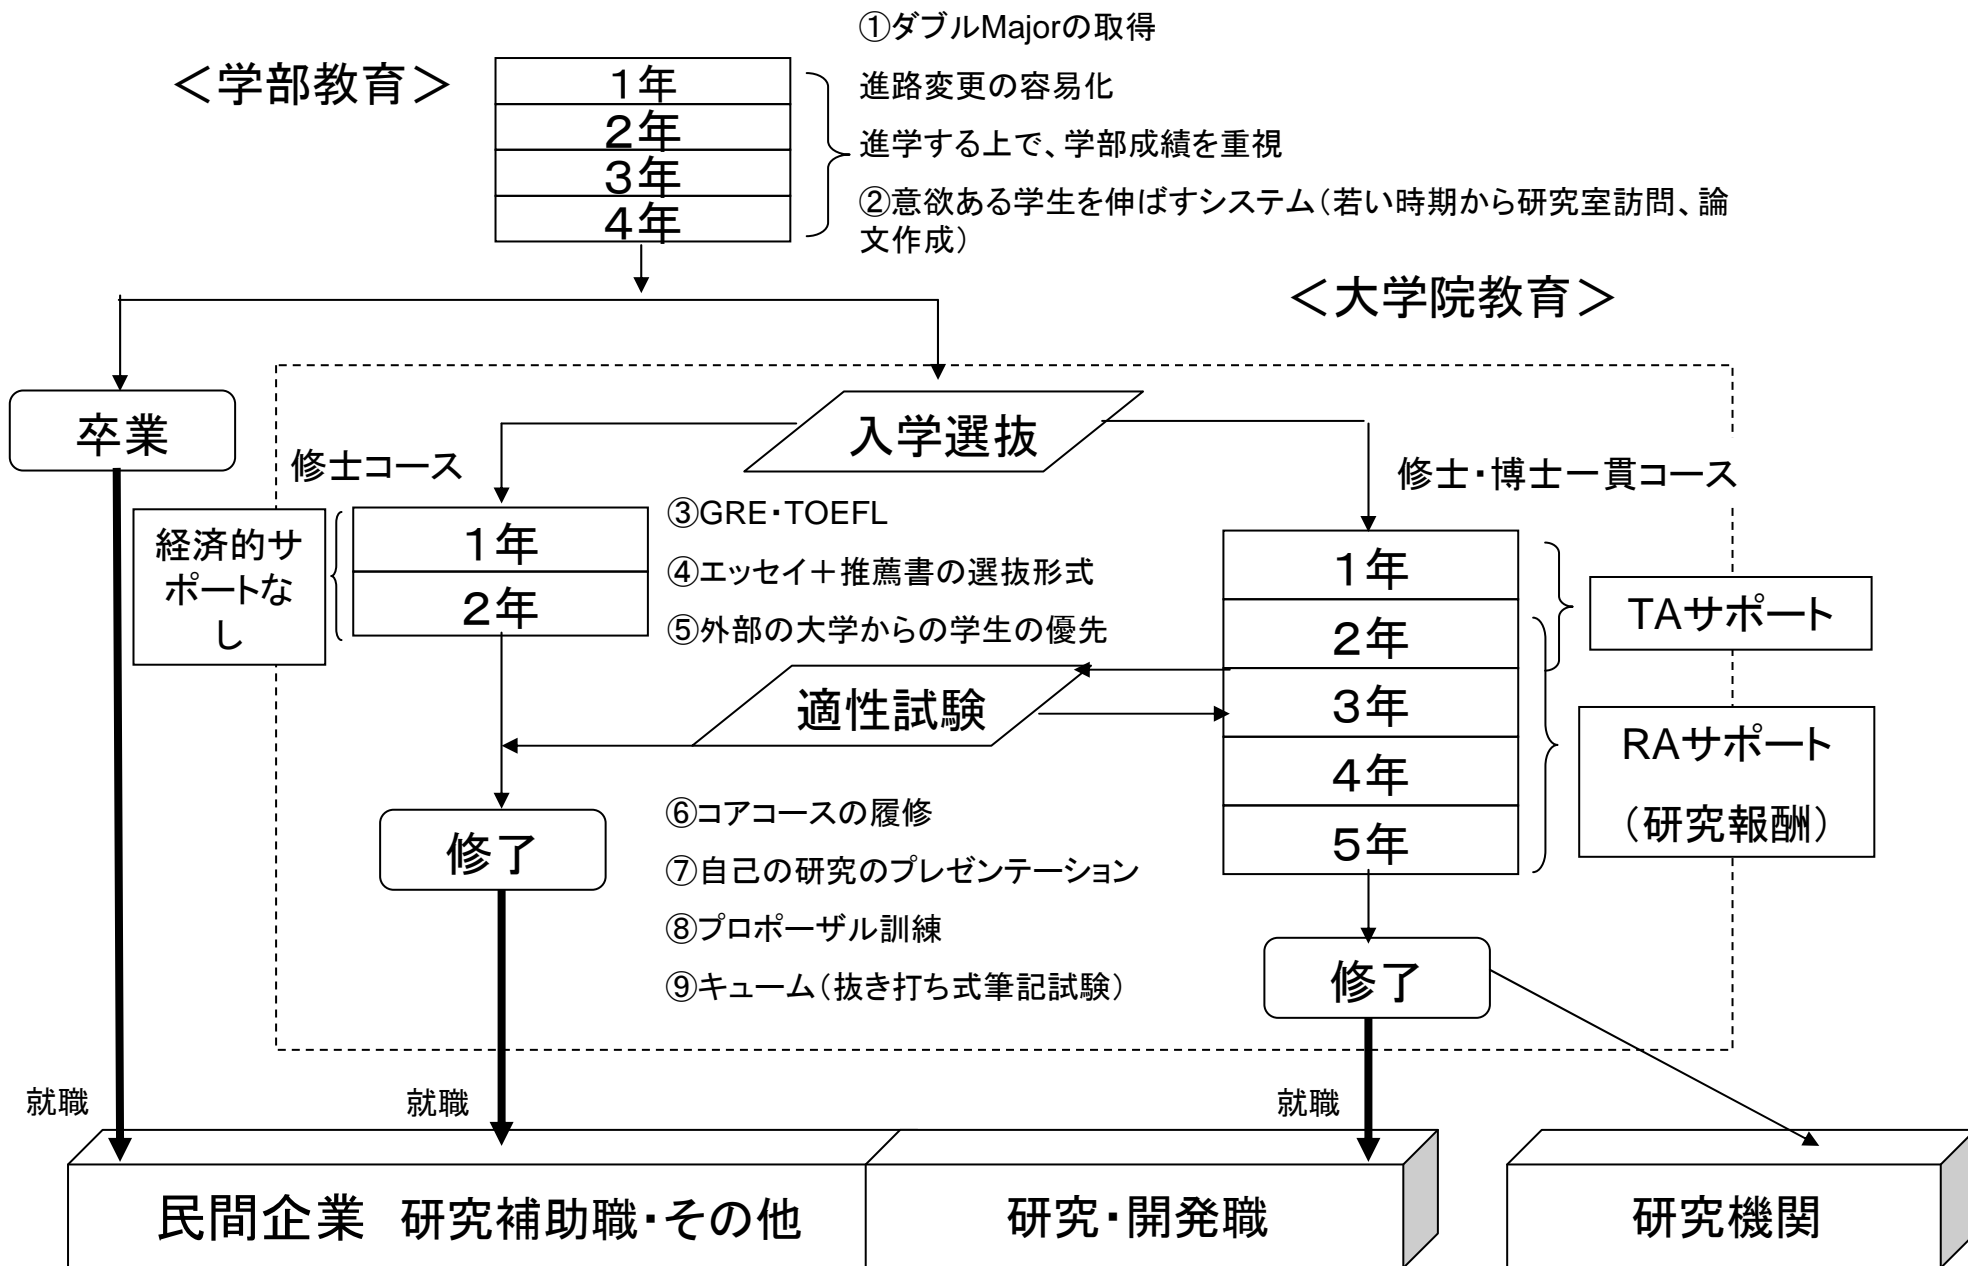 ①ダブルMajorの取得
＜学部教育＞
1年
2年
3年
4年
進路変更の容易化
進学する上で、学部成績を重視
②意欲ある学生を伸ばすシステム（若い時期から研究室訪問、論
文作成）
＜大学院教育＞
卒業
入学選抜
修士コース
修士・博士一貫コース
経済的サ
ポートな
し
1年
2年
③GRE・TOEFL
④エッセイ＋推薦書の選抜形式
⑤外部の大学からの学生の優先
1年
2年
3年
4年
5年
TAサポート
RAサポート
（研究報酬）
適性試験
修了
⑥コアコースの履修
⑦自己の研究のプレゼンテーション
⑧プロポーザル訓練
⑨キューム（抜き打ち式筆記試験）
修了
就職
就職
就職
民間企業 研究補助職・その他
研究・開発職
研究機関